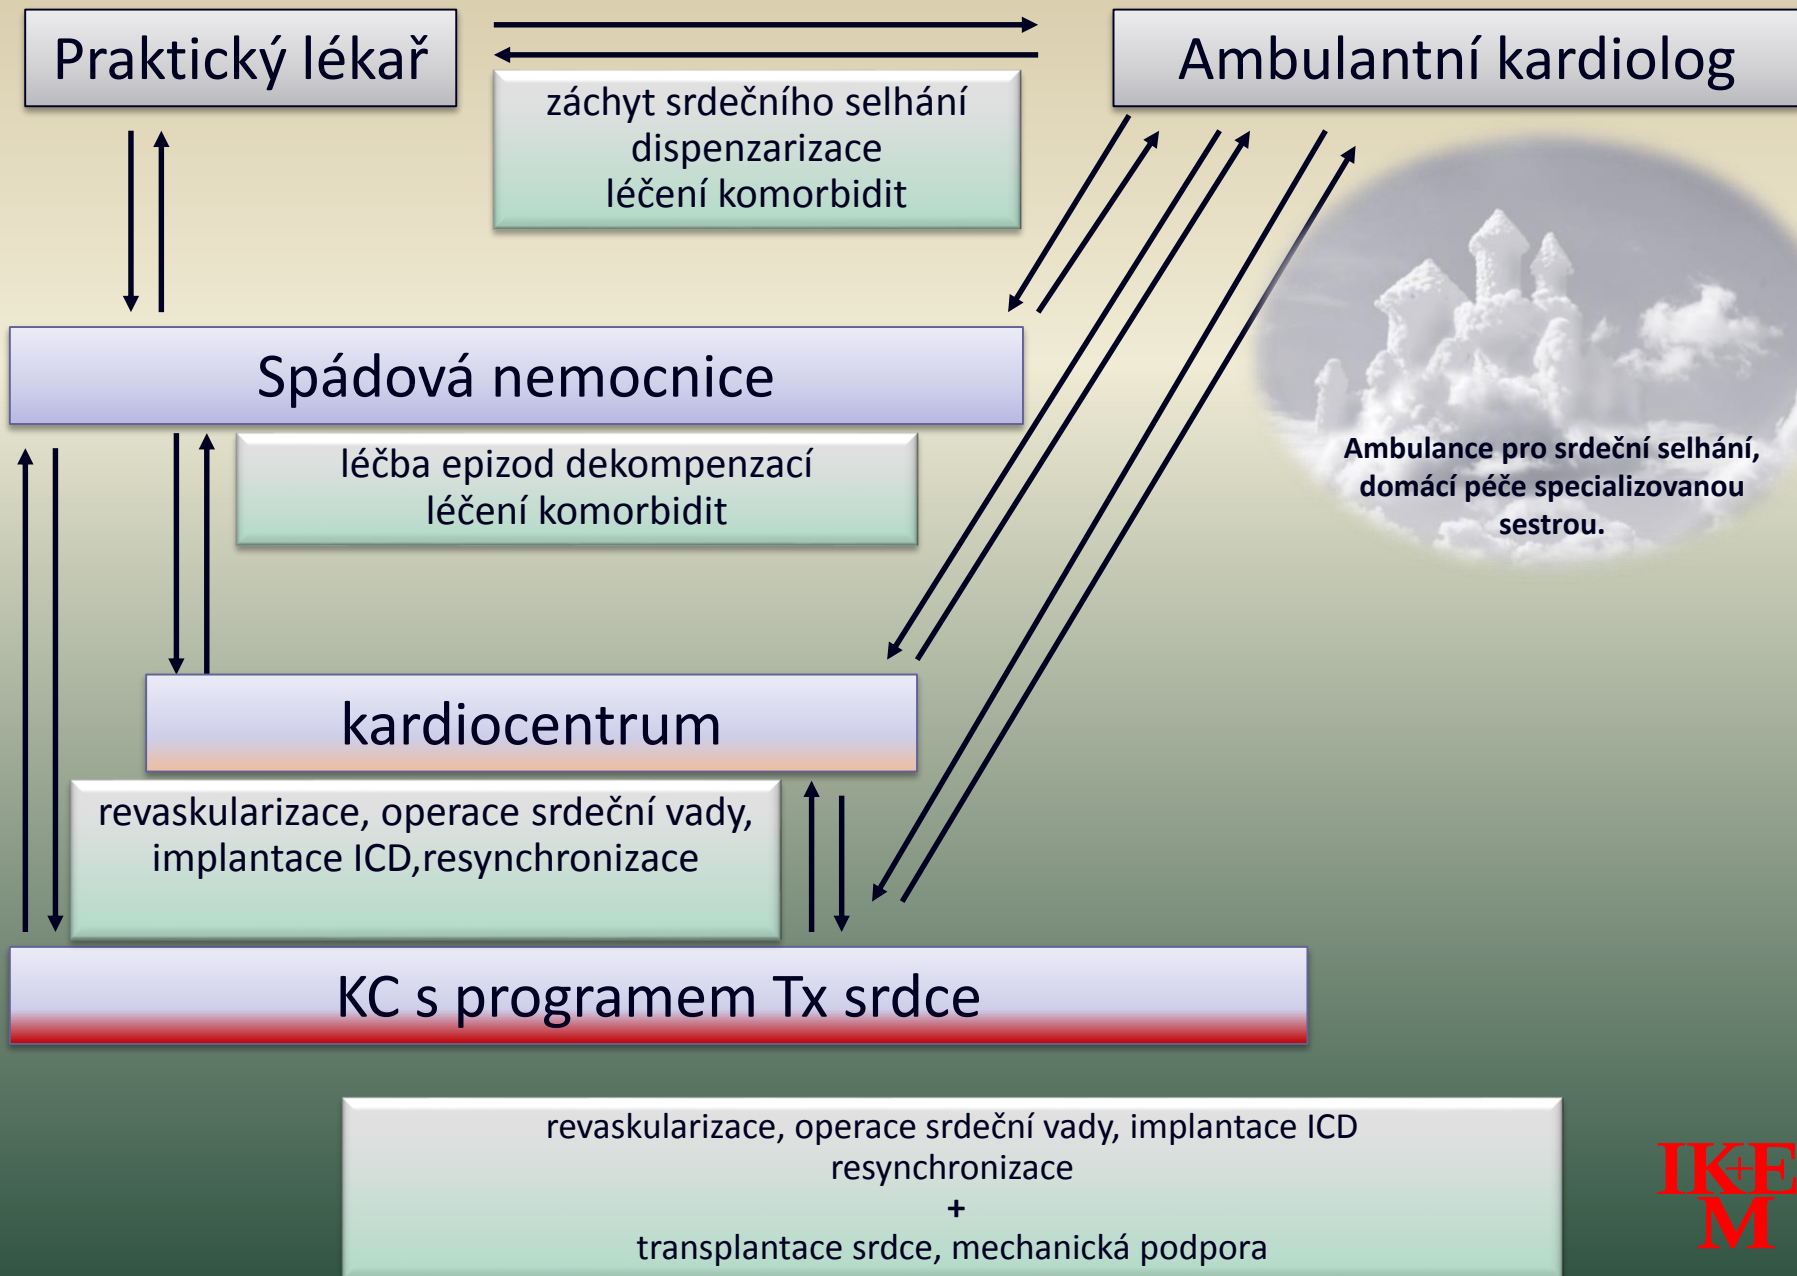 Praktický lékař
Ambulantní kardiolog
záchyt srdečního selhání
dispenzarizace
léčení komorbidit
Spádová nemocnice
léčba epizod dekompenzací
léčení komorbidit
Ambulance pro srdeční selhání,
domácí péče specializovanou
sestrou.
kardiocentrum
revaskularizace, operace srdeční vady,
implantace ICD,resynchronizace
KC s programem Tx srdce
revaskularizace, operace srdeční vady, implantace ICD
resynchronizace
+
transplantace srdce, mechanická podpora
IK+E
M